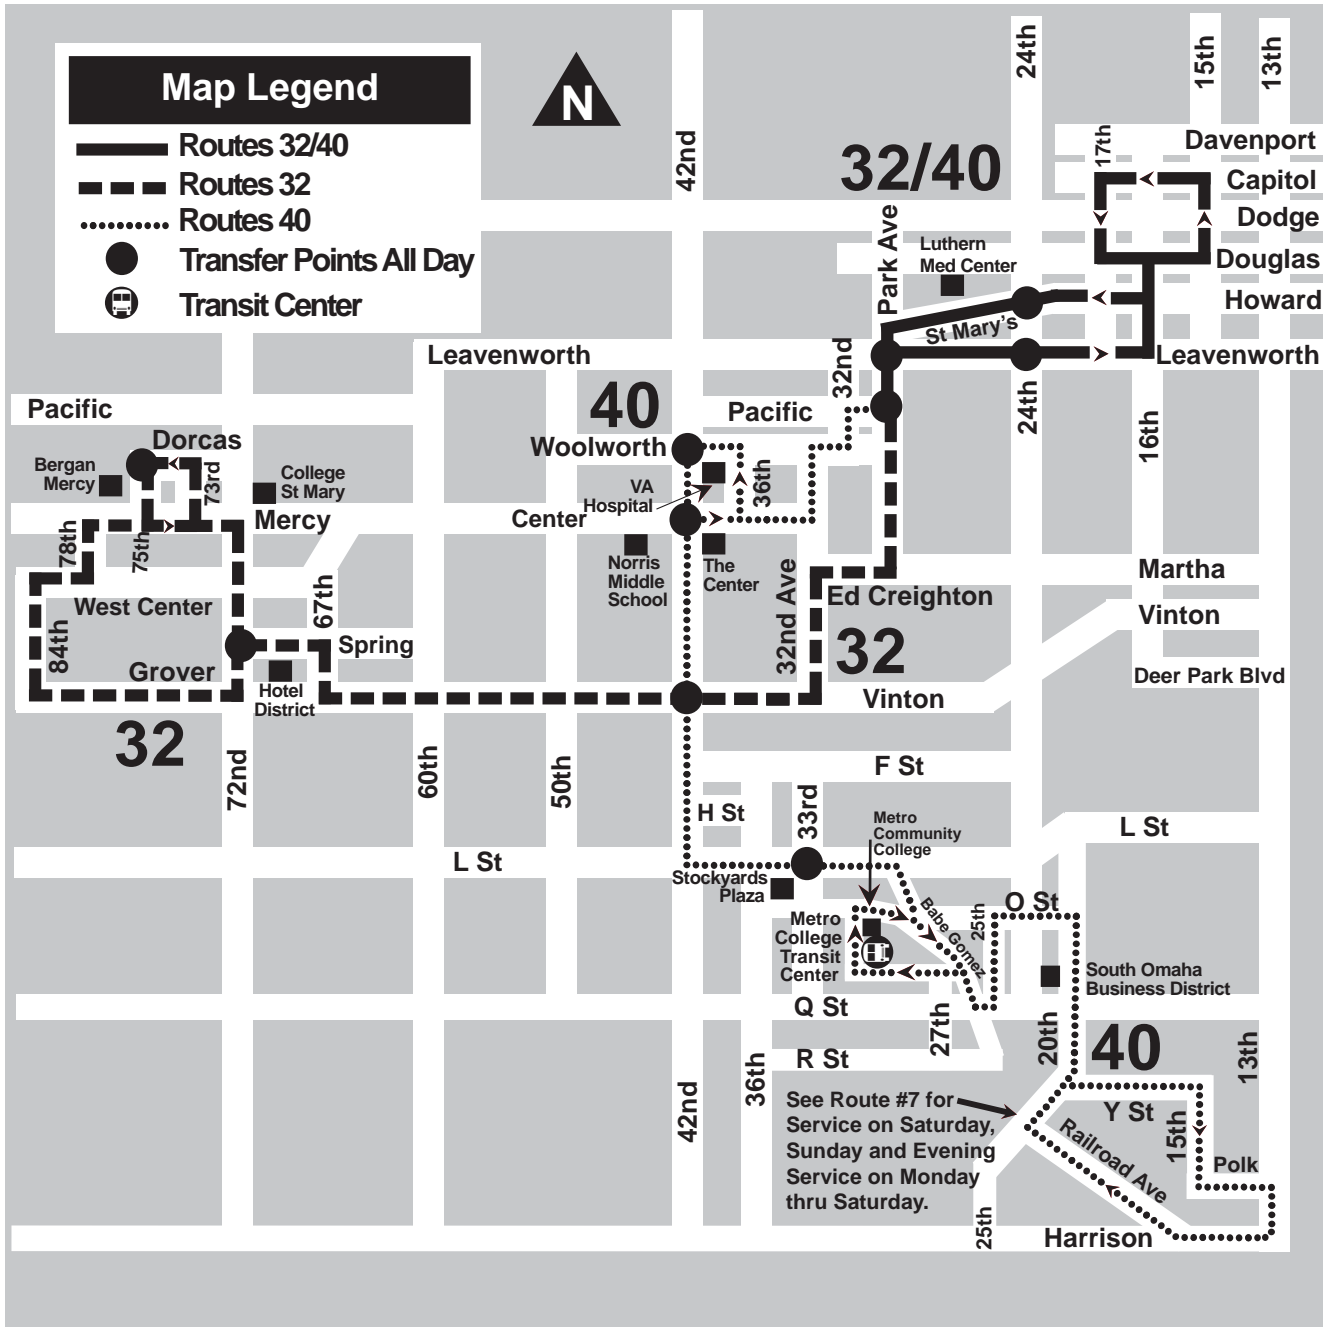 Map Legend
Routes 32/40
Routes 32
Routes 40
Transfer Points All Day
Transit Center
N
42nd
24th
15th
13th
17th
Davenport
Capitol
Dodge
Douglas
Howard
Leavenworth
32/40
Park Ave
Luthern
Med Center
St Mary's
Leavenworth
32nd
40
Pacific
Pacific
24th
16th
Dorcas
Woolworth
Bergan
Mercy
73rd
College
St Mary
Mercy
VA
Hospital
36th
Center
78th
75th
Norris
Middle
School
The
Center
Martha
West Center
67th
32nd Ave
Ed Creighton
Vinton
84th
Spring
32
Grover
Hotel
District
Deer Park Blvd
Vinton
32
72nd
60th
50th
F St
H St
33rd
Metro
Community
College
L St
L St
Stockyards
Plaza
Babe Gomez
25th
O St
Metro
College
Transit
Center
South Omaha
Business District
Q St
27th
20th
40
13th
R St
36th
42nd
See Route #7 for
Service on Saturday,
Sunday and Evening
Service on Monday
thru Saturday.
Y St
15th
Railroad Ave
Polk
25th
Harrison